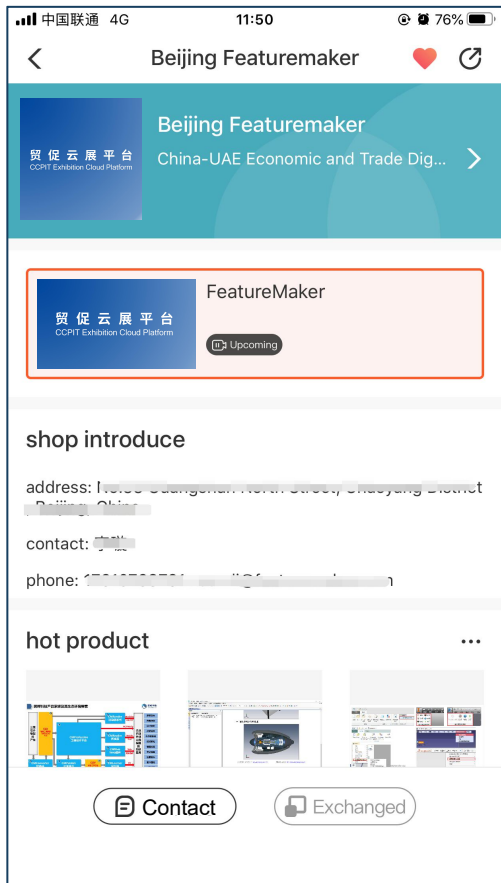 中国联通 4G 11:50 76%
Beijing Featuremaker
贸促云展平台
CCPIT Exhibition Cloud Platform
Beijing Featuremaker
China-UAE Economic and Trade Dig...
贸促云展平台
CCPIT Exhibition Cloud Platform
FeatureMaker
Upcoming
shop introduce
address:
contact:
phone:
hot product
...
Contact
Exchanged